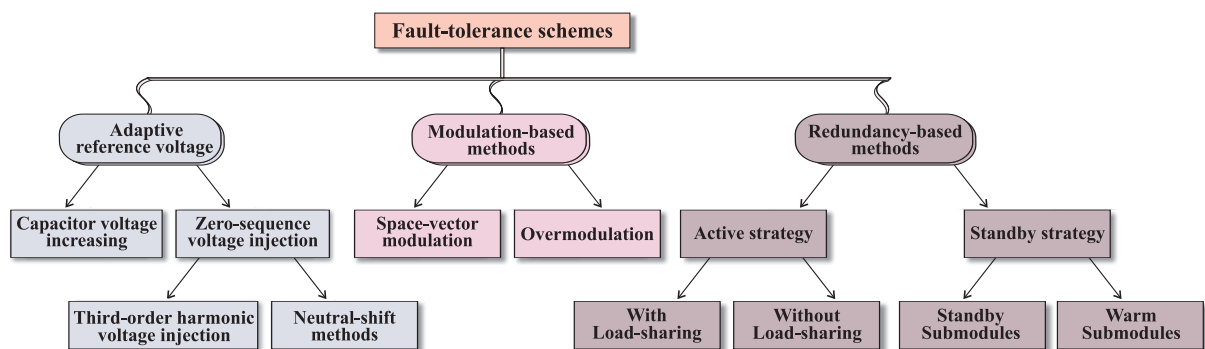 Fault-tolerance schemes
Adaptive
reference voltage
Modulation-based
methods
Redundancy-based
methods
Capacitor voltage
increasing
Zero-sequence
voltage injection
Space-vector
modulation
Overmodulation
Active strategy
Standby strategy
Third-order harmonic
voltage injection
Neutral-shift
methods
With
Load-sharing
Without
Load-sharing
Standby
Submodules
Warm
Submodules